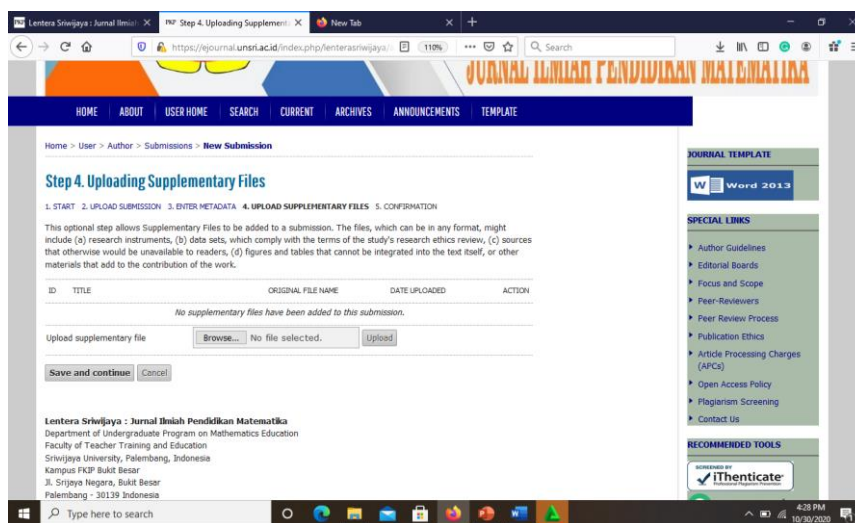 Lentera Sriwijaya : Jurnal Ilmiah
Step 4. Uploading Supplement
New Tab
https://ejournal.unsri.ac.id/index.php/lenterasriwijaya/
110%
Search
JURNAL ILMIAH PENDIDIKAN MATEMATIKA
HOME ABOUT USER HOME SEARCH CURRENT ARCHIVES ANNOUNCEMENTS TEMPLATE
Home > User > Author > Submissions > New Submission
Step 4. Uploading Supplementary Files
1. START 2. UPLOAD SUBMISSION 3. ENTER METADATA 4. UPLOAD SUPPLEMENTARY FILES 5. CONFIRMATION
This optional step allows Supplementary Files to be added to a submission. The files, which can be in any format, might
include (a) research instruments, (b) data sets, which comply with the terms of the study's research ethics review, (c) sources
that otherwise would be unavailable to readers, (d) figures and tables that cannot be integrated into the text itself, or other
materials that add to the contribution of the work.
ID TITLE ORIGINAL FILE NAME DATE UPLOADED ACTION
No supplementary files have been added to this submission.
Upload supplementary file Browse... No file selected. Upload
Save and continue Cancel
Lentera Sriwijaya : Jurnal Ilmiah Pendidikan Matematika
Department of Undergraduate Program on Mathematics Education
Faculty of Teacher Training and Education
Sriwijaya University, Palembang, Indonesia
Kampus FKIP Bukit Besar
Jl. Srijaya Negara, Bukit Besar
Palembang - 30139 Indonesia
JOURNAL TEMPLATE
W Word 2013
SPECIAL LINKS
Author Guidelines
Editorial Boards
Focus and Scope
Peer-Reviewers
Peer Review Process
Publication Ethics
Article Processing Charges
(APCs)
Open Access Policy
Plagiarism Screening
Contact Us
RECOMMENDED TOOLS
SCREENED BY
iThenticate
Professional Plagiarism Prevention
Type here to search
4:28 PM
10/30/2020